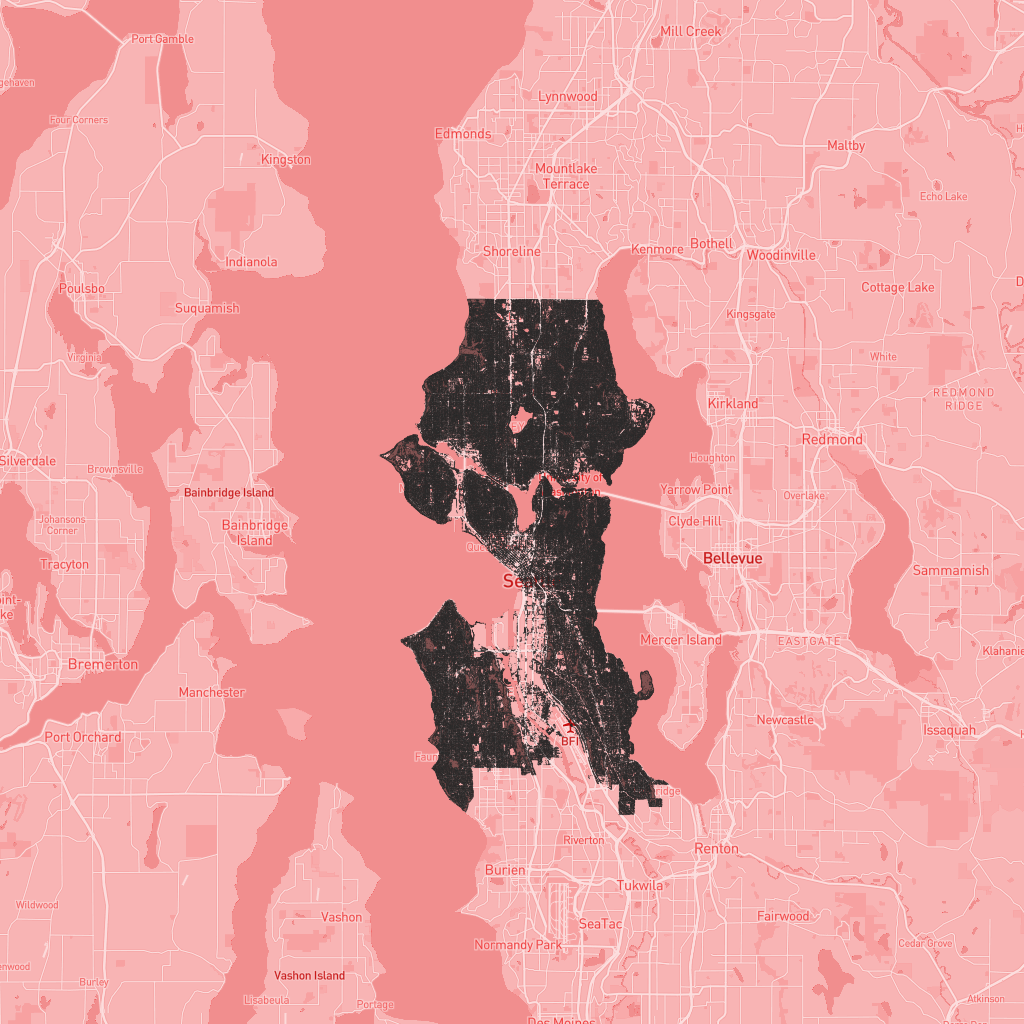 Mill Creek
Port Gamble
Lynnwood
Four Corners
Edmonds
Maltby
Kingston
Mountlake
Terrace
Echo Lake
Shoreline
Kenmore
Bothell
Woodinville
Indianola
Poulsbo
Cottage Lake
Suquamish
Kingsgate
Virginia
White
REDMOND
RIDGE
Kirkland
Redmond
Houghton
Silverdale
Brownsville
Bainbridge Island
Yarrow Point
Overlake
Clyde Hill
Johansons
Corner
Bainbridge
Island
Bellevue
Tracyton
Sammamish
Mercer Island
EASTGATE
Klahanie
Bremerton
Manchester
Newcastle
Issaquah
Port Orchard
BFI
Riverton
Renton
Burien
Tukwila
Wildwood
Vashon
Fairwood
SeaTac
Normandy Park
Cedar Grove
Vashon Island
Burley
Lisabeula
Portage
Atkinson
Des Moines